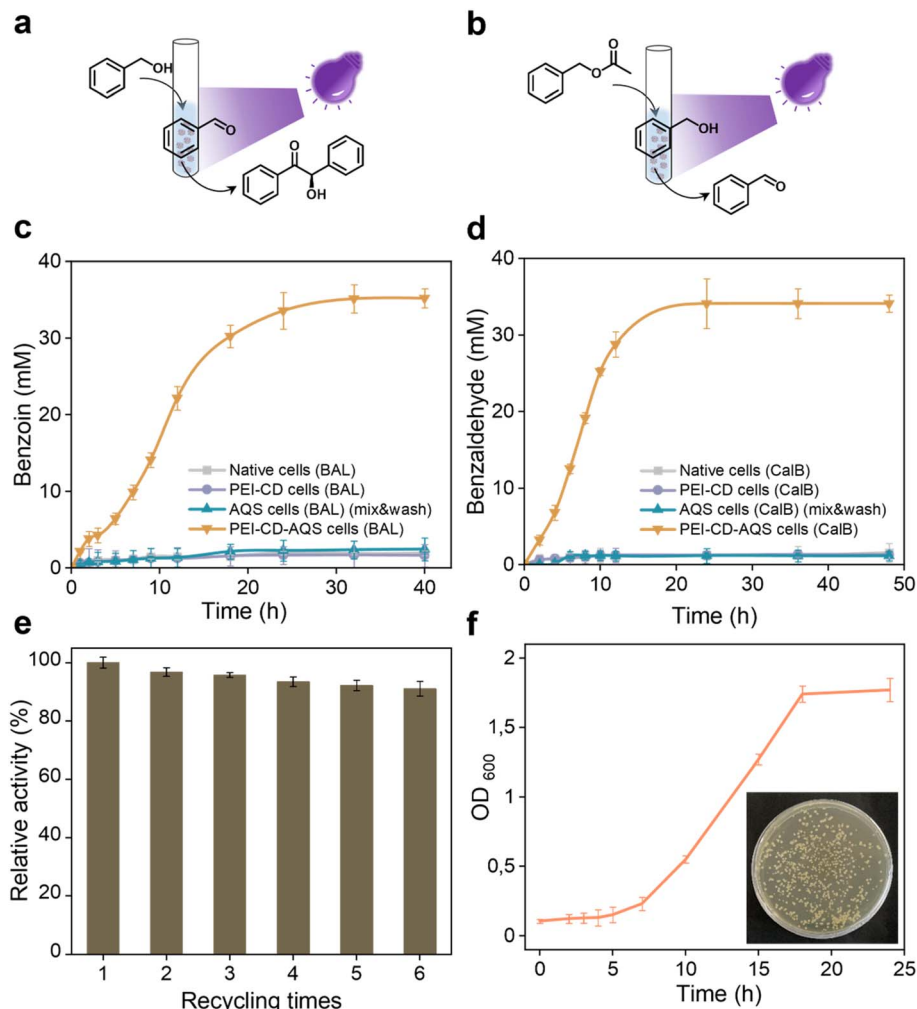 a
OH
O
O
OH
b
O
O
OH
O
c
40
30
20
10
0
Benzoin (mM)
Native cells (BAL)
PEI-CD cells (BAL)
AQS cells (BAL) (mix&wash)
PEI-CD-AQS cells (BAL)
0
10
20
30
40
Time (h)
d
40
30
20
10
0
Benzaldehyde (mM)
Native cells (CalB)
PEI-CD cells (CalB)
AQS cells (CalB) (mix&wash)
PEI-CD-AQS cells (CalB)
0
10
20
30
40
50
Time (h)
e
100
80
60
40
20
0
Relative activity (%)
1
2
3
4
5
6
Recycling times
f
2
1,5
1
0,5
0
OD 600
0
5
10
15
20
25
Time (h)